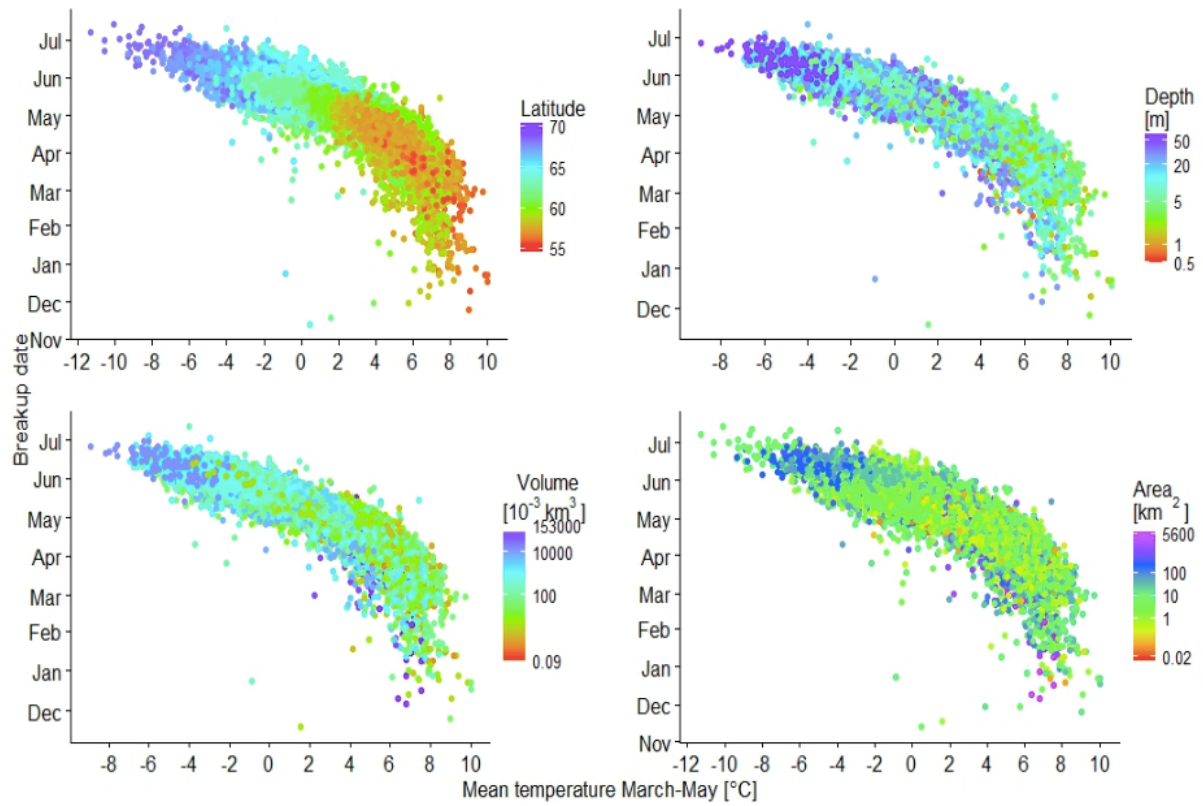 Breakup date
Jul
Jun
May
Apr
Mar
Feb
Jan
Dec
Nov
-12 -10 -8 -6 -4 -2 0 2 4 6 8 10
Latitude
70
65
60
55
Jul
Jun
May
Apr
Mar
Feb
Jan
Dec
-8 -6 -4 -2 0 2 4 6 8 10
Depth
[m]
50
20
5
1
0.5
Jul
Jun
May
Apr
Mar
Feb
Jan
Dec
-8 -6 -4 -2 0 2 4 6 8 10
Volume
[10⁻³ km³]
153000
10000
100
0.09
Jul
Jun
May
Apr
Mar
Feb
Jan
Dec
Nov
-12 -10 -8 -6 -4 -2 0 2 4 6 8 10
Area
[km²]
5600
100
10
1
0.02
Mean temperature March-May [°C]